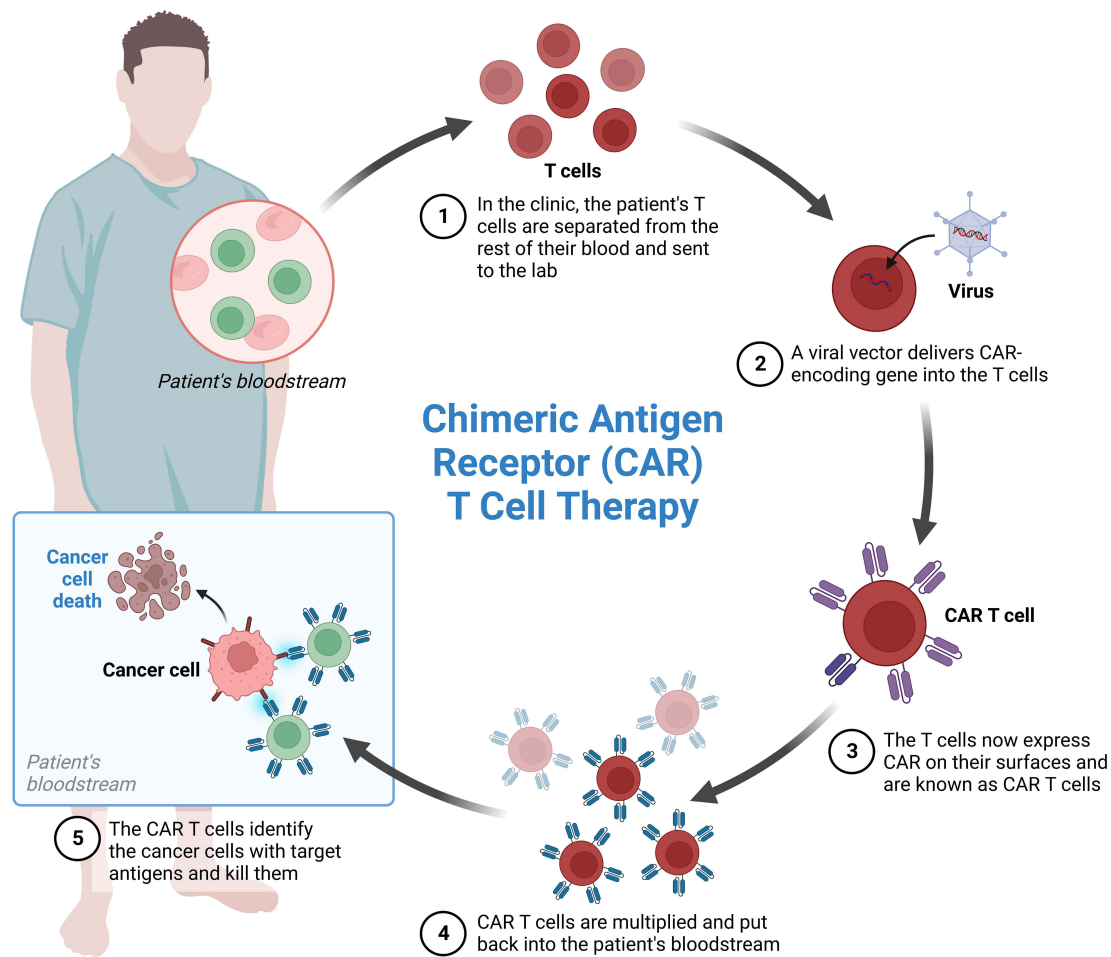 T cells
1
In the clinic, the patient's T
cells are separated from the
rest of their blood and sent
to the lab
Virus
2
A viral vector delivers CAR-
encoding gene into the T cells
Patient's bloodstream
Chimeric Antigen
Receptor (CAR)
T Cell Therapy
CAR T cell
3
The T cells now express
CAR on their surfaces and
are known as CAR T cells
4
CAR T cells are multiplied and put
back into the patient's bloodstream
Cancer
cell
death
Cancer cell
Patient's
bloodstream
5
The CAR T cells identify
the cancer cells with target
antigens and kill them